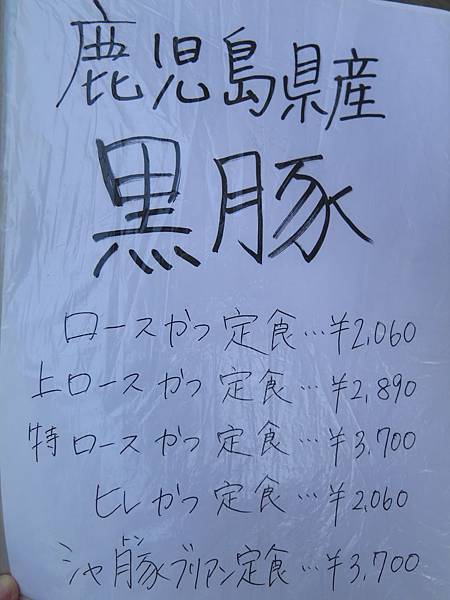 鹿児島県産
黒豚
ロースかつ定食…¥2,060
上ロースかつ定食…¥2,890
特ロースかつ定食…¥3,700
ヒレかつ定食…¥2,060
トン
シャ豚ブリアン定食…¥3,700